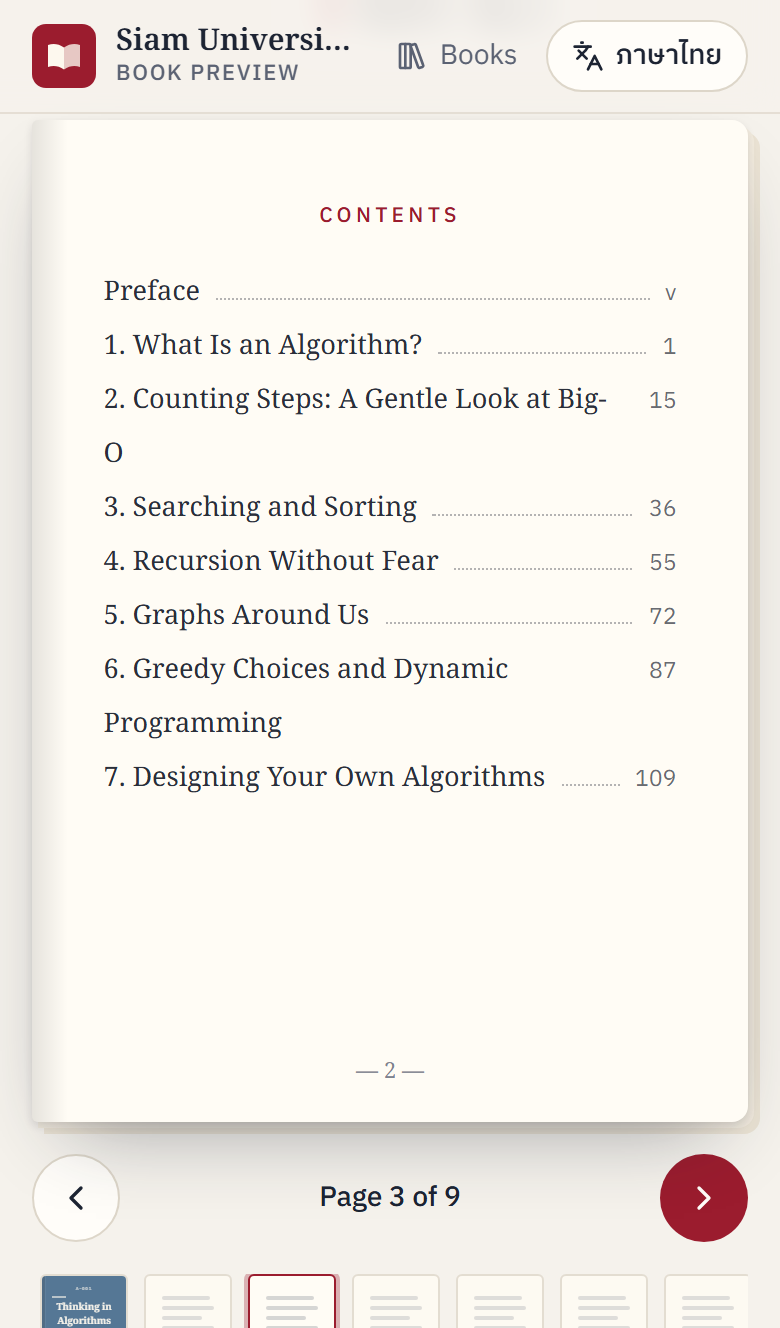 Siam Universi...
BOOK PREVIEW
Books
ภาษาไทย
CONTENTS
Preface v
1. What Is an Algorithm? 1
2. Counting Steps: A Gentle Look at Big- 15
O
3. Searching and Sorting 36
4. Recursion Without Fear 55
5. Graphs Around Us 72
6. Greedy Choices and Dynamic 87
Programming
7. Designing Your Own Algorithms 109
— 2 —
Page 3 of 9
Thinking in
Algorithms